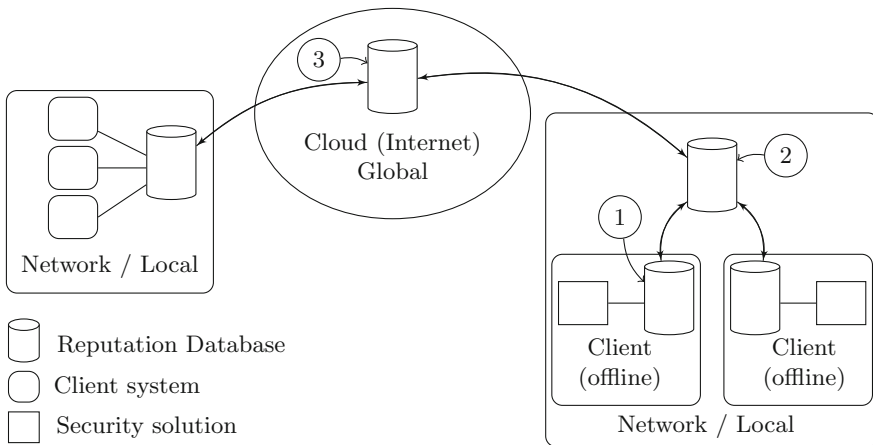 3
Cloud (Internet)
Global
2
1
Network / Local
Client
(offline)
Client
(offline)
Network / Local
Reputation Database
Client system
Security solution